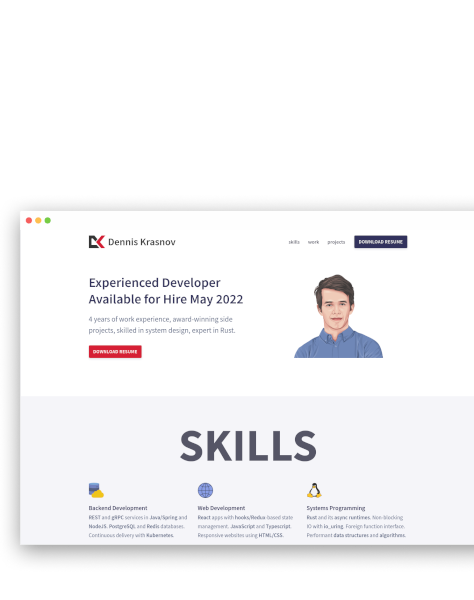 Dennis Krasnov
skills work projects DOWNLOAD RESUME
Experienced Developer
Available for Hire May 2022
4 years of work experience, award-winning side
projects, skilled in system design, expert in Rust.
DOWNLOAD RESUME
SKILLS
Backend Development
REST and gRPC services in Java/Spring and
NodeJS. PostgreSQL and Redis databases.
Continuous delivery with Kubernetes.
Web Development
React apps with hooks/Redux-based state
management. JavaScript and Typescript.
Responsive websites using HTML/CSS.
Systems Programming
Rust and its async runtimes. Non blocking
IO with io_uring. Foreign function interface.
Performant data structures and algorithms.